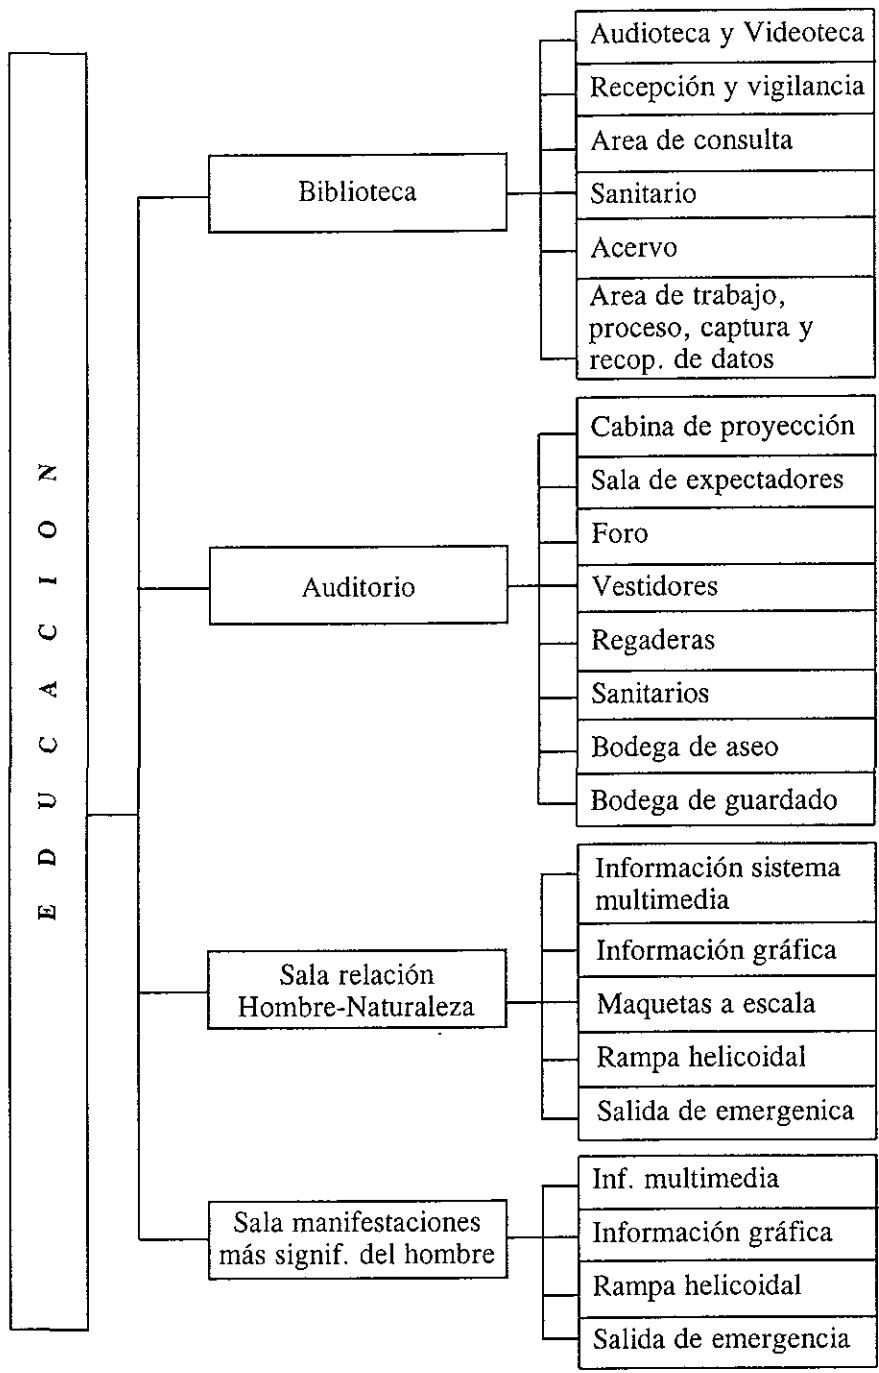 EDUCACION
Biblioteca
Audioteca y Videoteca
Recepción y vigilancia
Area de consulta
Sanitario
Acervo
Area de trabajo,
proceso, captura y
recop. de datos
Auditorio
Cabina de proyección
Sala de expectadores
Foro
Vestidores
Regaderas
Sanitarios
Bodega de aseo
Bodega de guardado
Sala relación
Hombre-Naturaleza
Información sistema
multimedia
Información gráfica
Maquetas a escala
Rampa helicoidal
Salida de emergenica
Sala manifestaciones
más signif. del hombre
Inf. multimedia
Información gráfica
Rampa helicoidal
Salida de emergencia